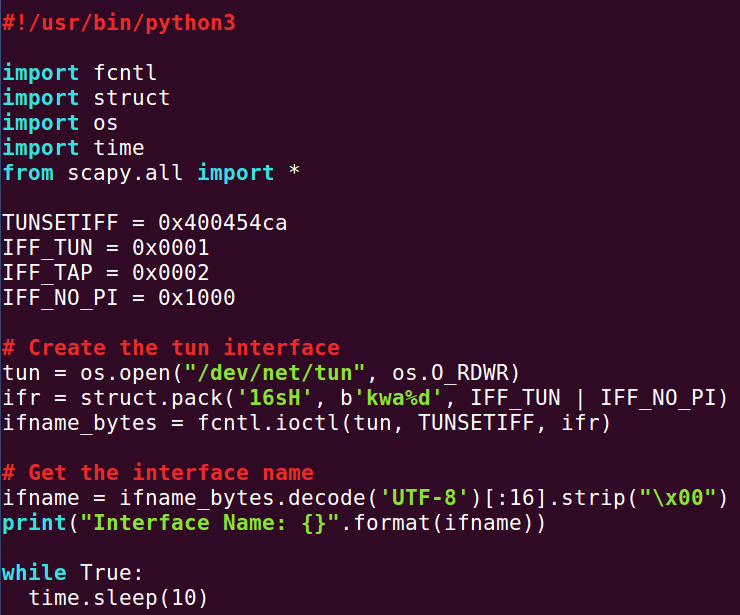 #!/usr/bin/python3
import fcntl
import struct
import os
import time
from scapy.all import *
TUNSETIFF = 0x400454ca
IFF_TUN = 0x0001
IFF_TAP = 0x0002
IFF_NO_PI = 0x1000
# Create the tun interface
tun = os.open("/dev/net/tun", os.O_RDWR)
ifr = struct.pack('16sH', b'kwa%d', IFF_TUN | IFF_NO_PI)
ifname_bytes = fcntl.ioctl(tun, TUNSETIFF, ifr)
# Get the interface name
ifname = ifname_bytes.decode('UTF-8')[:16].strip("\x00")
print("Interface Name: {}".format(ifname))
while True:
  time.sleep(10)